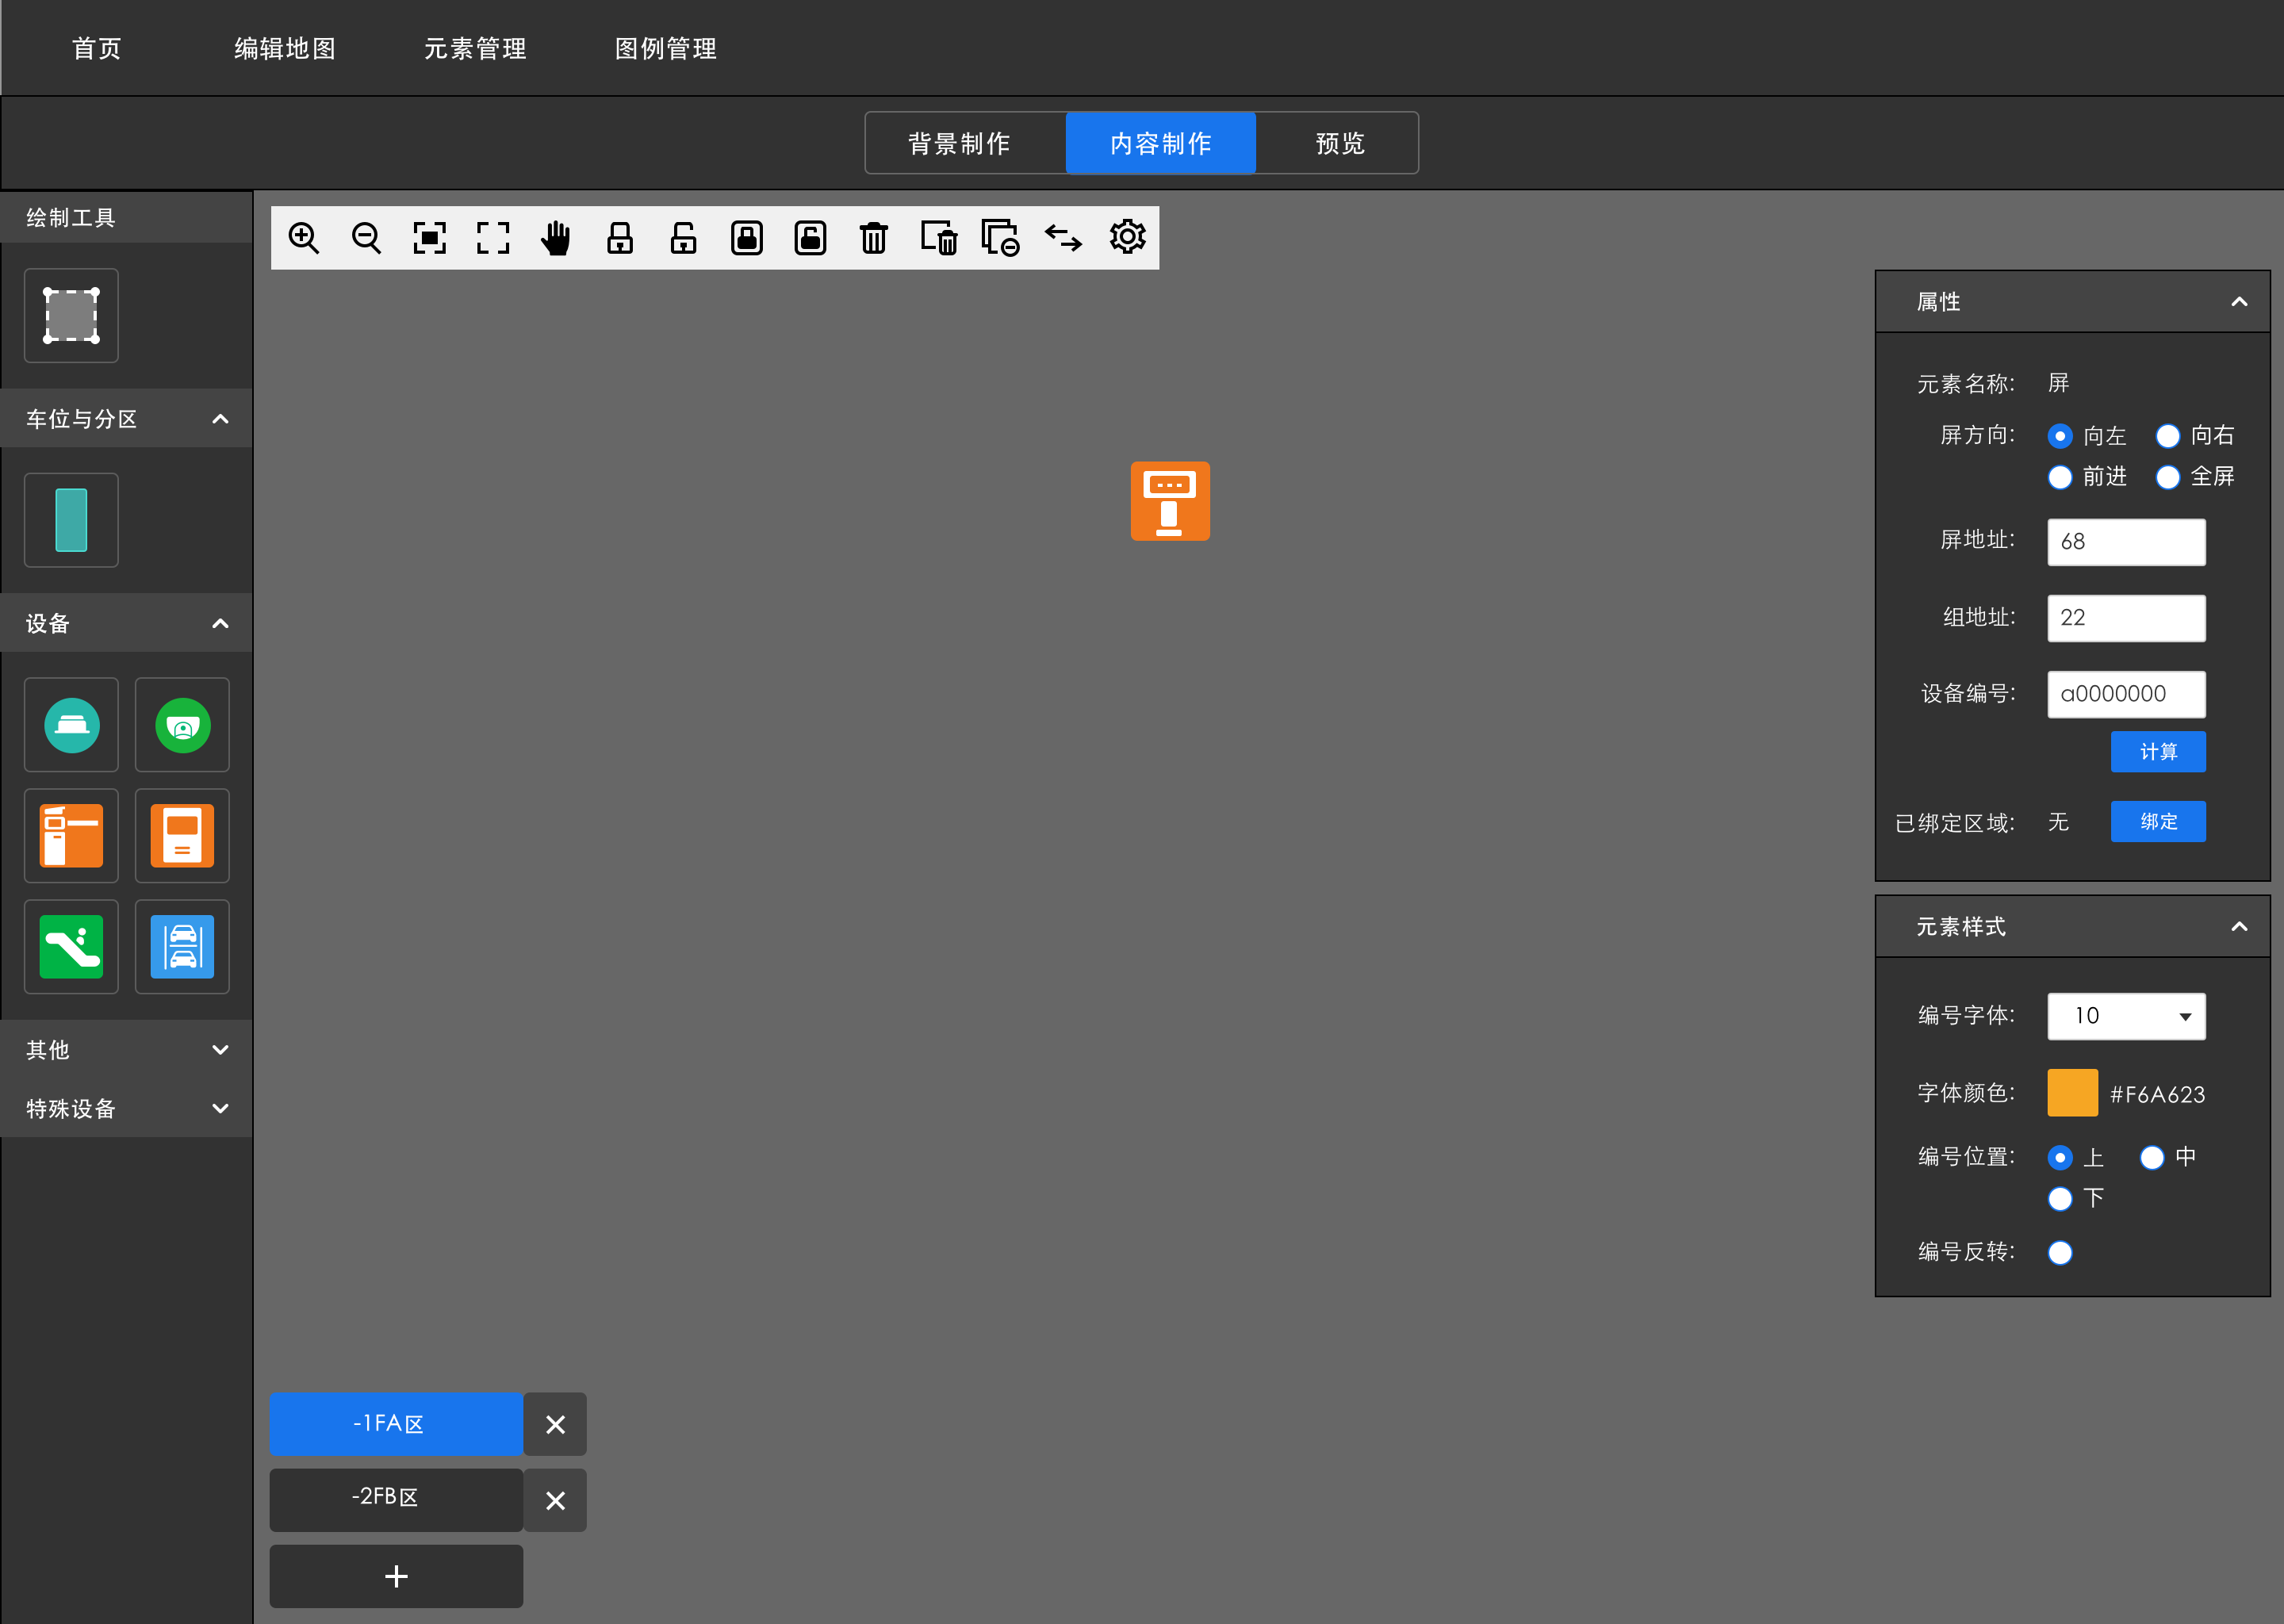 首页 编辑地图 元素管理 图例管理
背景制作 内容制作 预览
绘制工具
车位与分区
设备
其他
特殊设备
属性
元素名称: 屏
屏方向: 向左 向右
前进 全屏
屏地址: 68
组地址: 22
设备编号: a0000000
计算
已绑定区域: 无 绑定
元素样式
编号字体: 10
字体颜色: #F6A623
编号位置: 上 中
下
编号反转:
-1FA区
-2FB区